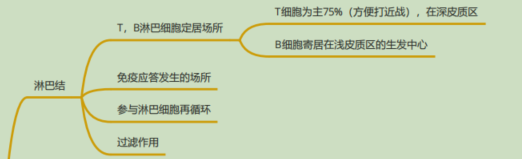 T细胞为主75%（方便打近战），在深皮质区
T，B淋巴细胞定居场所
B细胞寄居在浅皮质区的生发中心
淋巴结
免疫应答发生的场所
参与淋巴细胞再循环
过滤作用